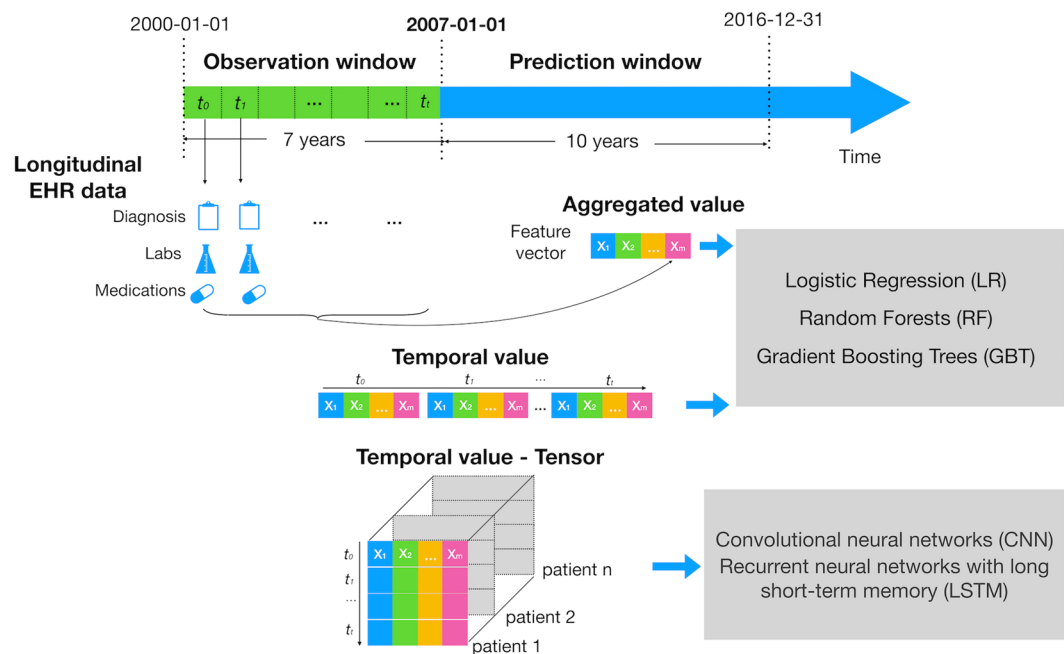 2000-01-01
2007-01-01
2016-12-31
Observation window
Prediction window
t0 t1 ... ... tt
7 years
10 years
Time
Longitudinal
EHR data
Diagnosis
... ...
Labs
Medications
Aggregated value
Feature
vector
X1 X2 ... Xm
Logistic Regression (LR)
Random Forests (RF)
Gradient Boosting Trees (GBT)
Temporal value
t0 t1 ... tt
X1 X2 ... Xm X1 X2 ... Xm ... X1 X2 ... Xm
Temporal value - Tensor
t0 X1 X2 ... Xm
t1
...
tt
patient n
patient 2
patient 1
Convolutional neural networks (CNN)
Recurrent neural networks with long
short-term memory (LSTM)